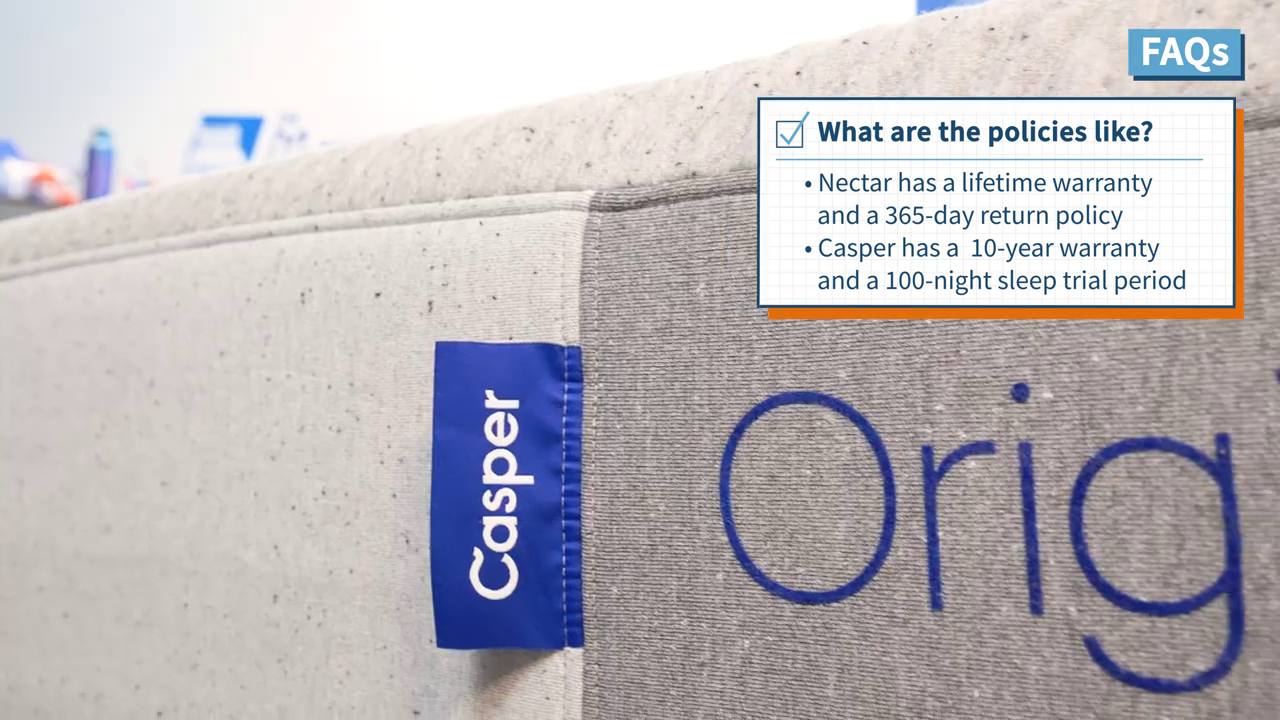 FAQs
What are the policies like?
• Nectar has a lifetime warranty
and a 365-day return policy
• Casper has a 10-year warranty
and a 100-night sleep trial period
Casper
Orig